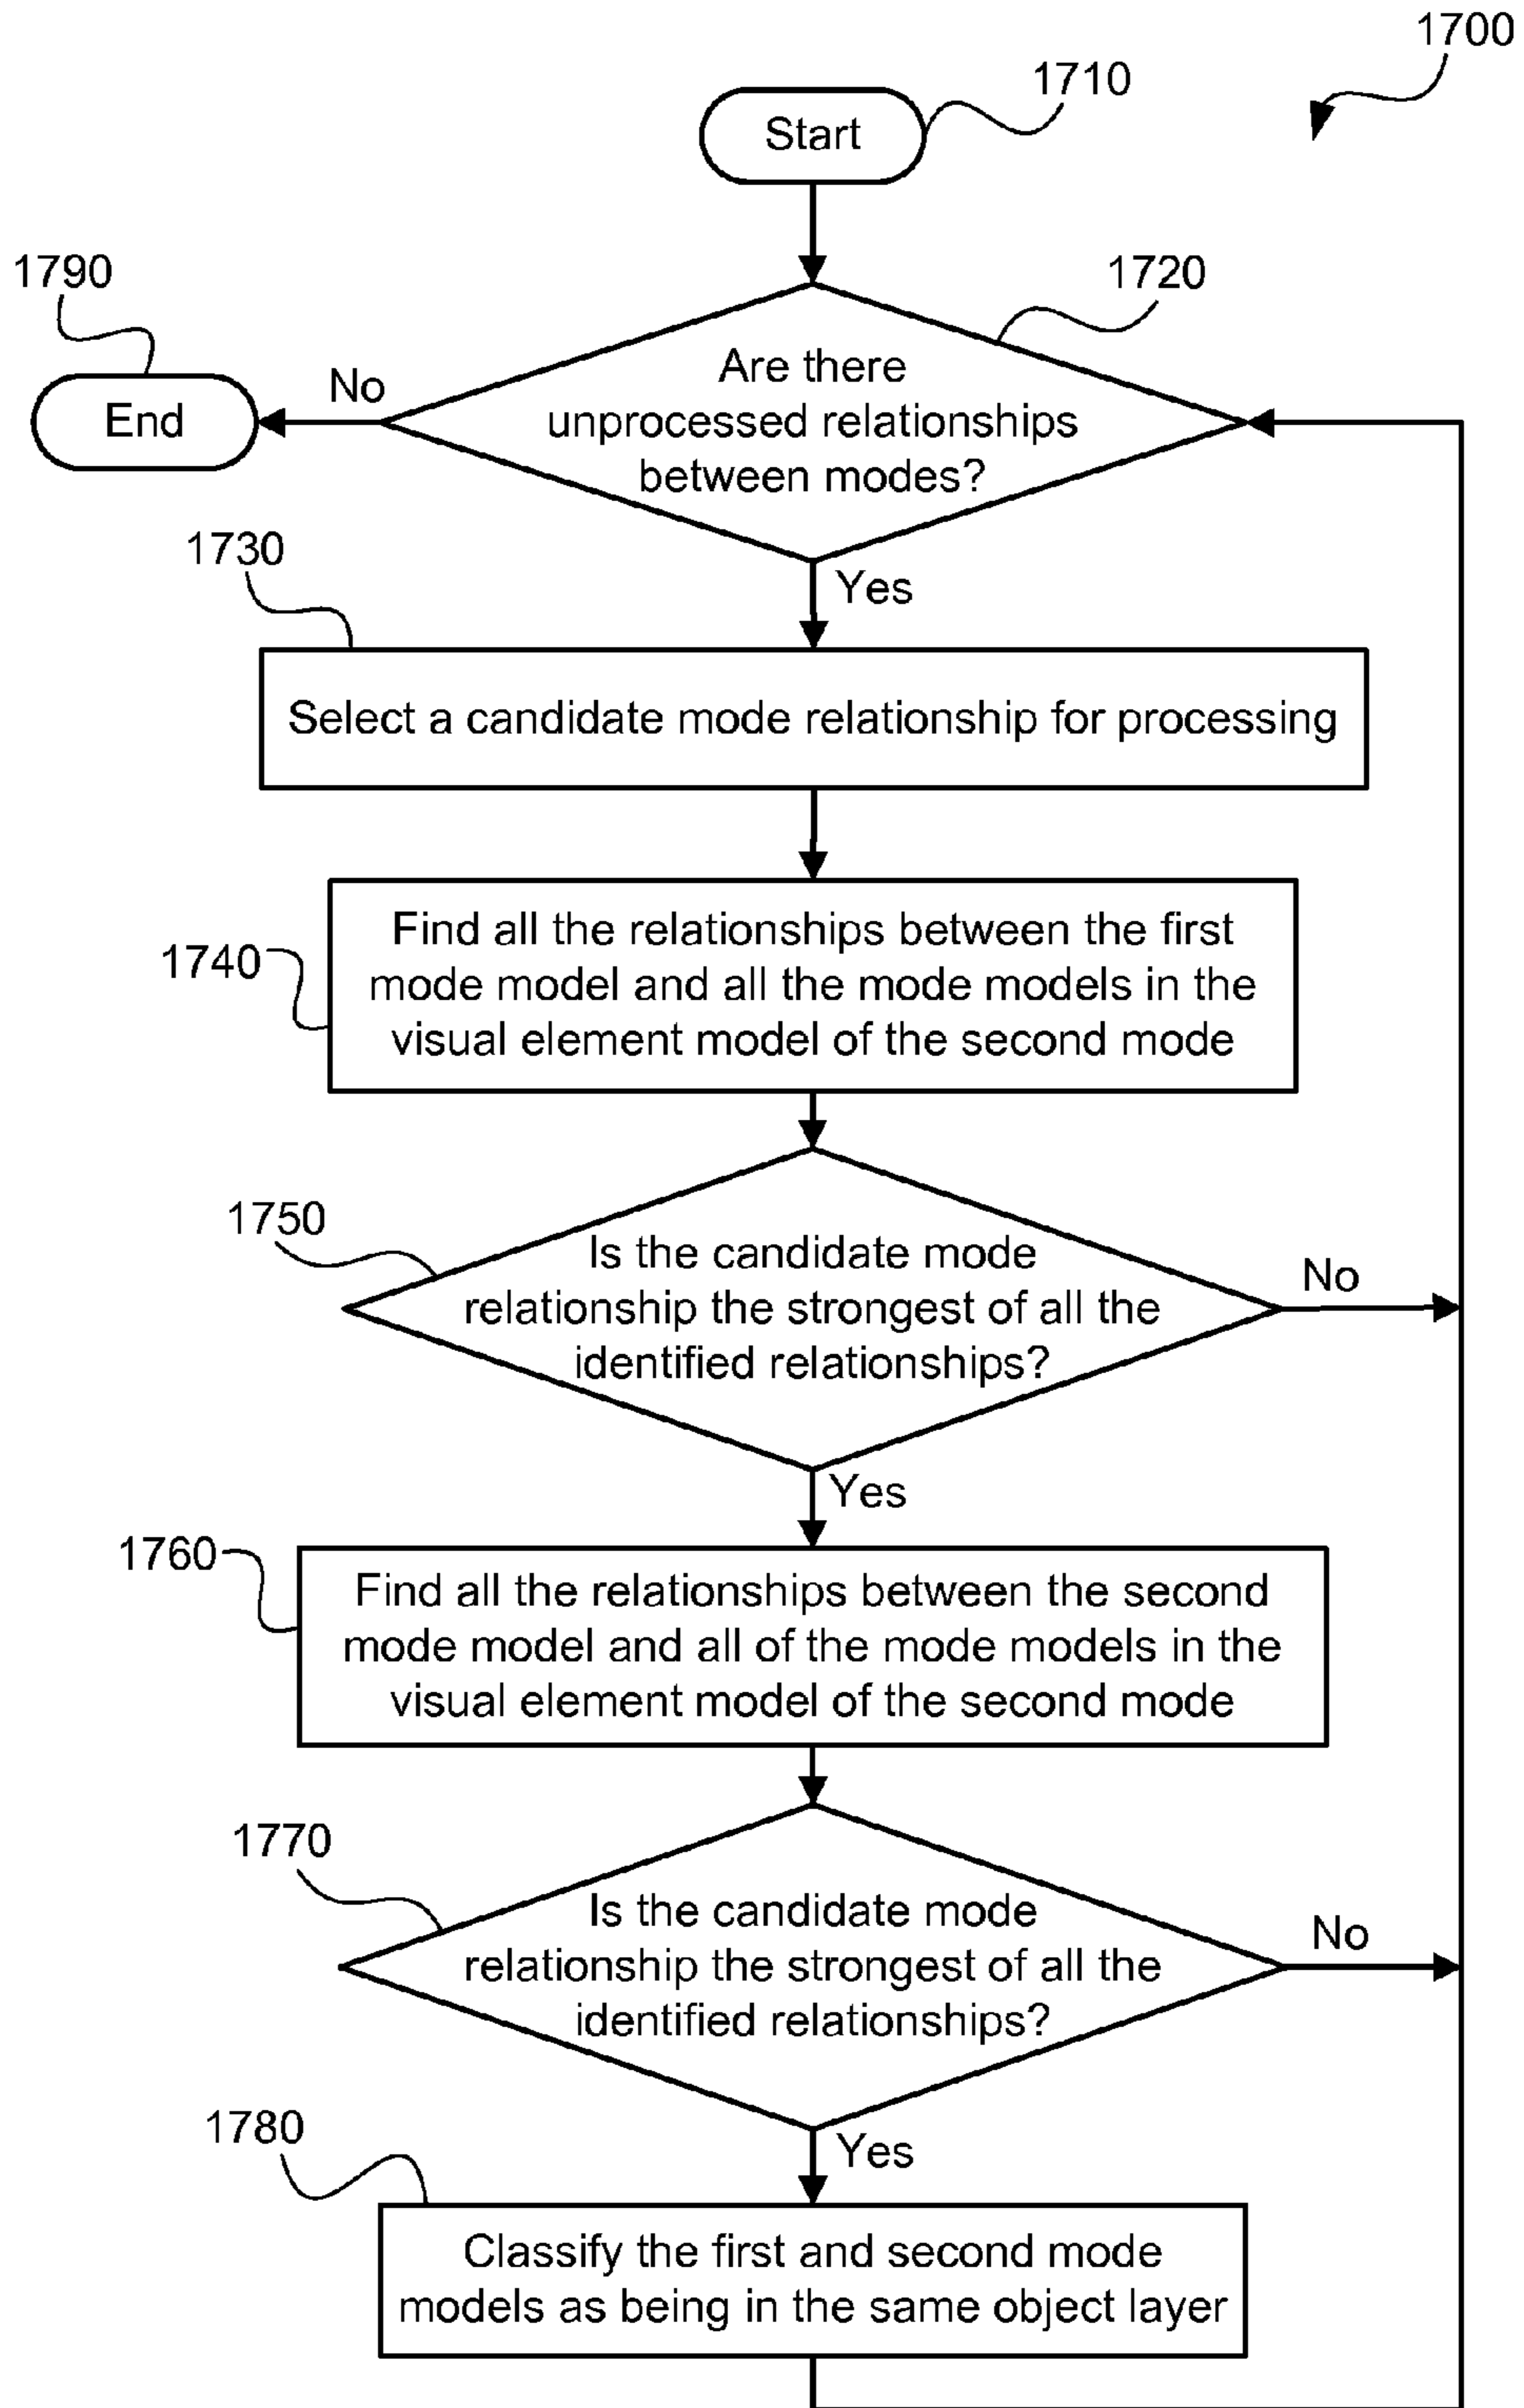 1700
1710
Start
1790
1720
No
End
Are there
unprocessed relationships
between modes?
1730
Yes
Select a candidate mode relationship for processing
1740
Find all the relationships between the first
mode model and all the mode models in the
visual element model of the second mode
1750
Is the candidate mode
relationship the strongest of all the
identified relationships?
No
Yes
1760
Find all the relationships between the second
mode model and all of the mode models in the
visual element model of the second mode
1770
Is the candidate mode
relationship the strongest of all the
identified relationships?
No
1780
Yes
Classify the first and second mode
models as being in the same object layer